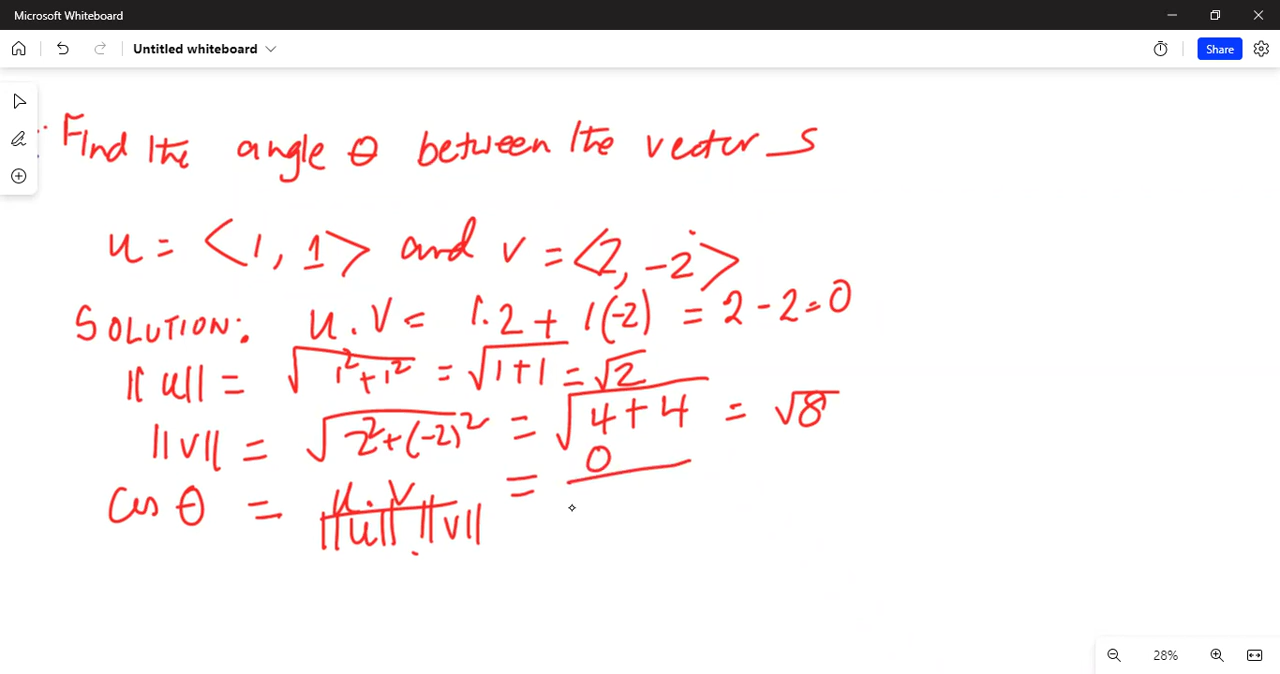 Microsoft Whiteboard
Untitled whiteboard
Share
Find the angle θ between the vectors
u = <1, 1> and v = <2, -2>
SOLUTION: u.v = 1.2 + 1(-2) = 2 - 2 = 0
||u|| = √1²+1² = √1+1 = √2
||v|| = √2²+(-2)² = √4+4 = √8
Cos θ = u.v / ||u|| . ||v|| = 0
28%